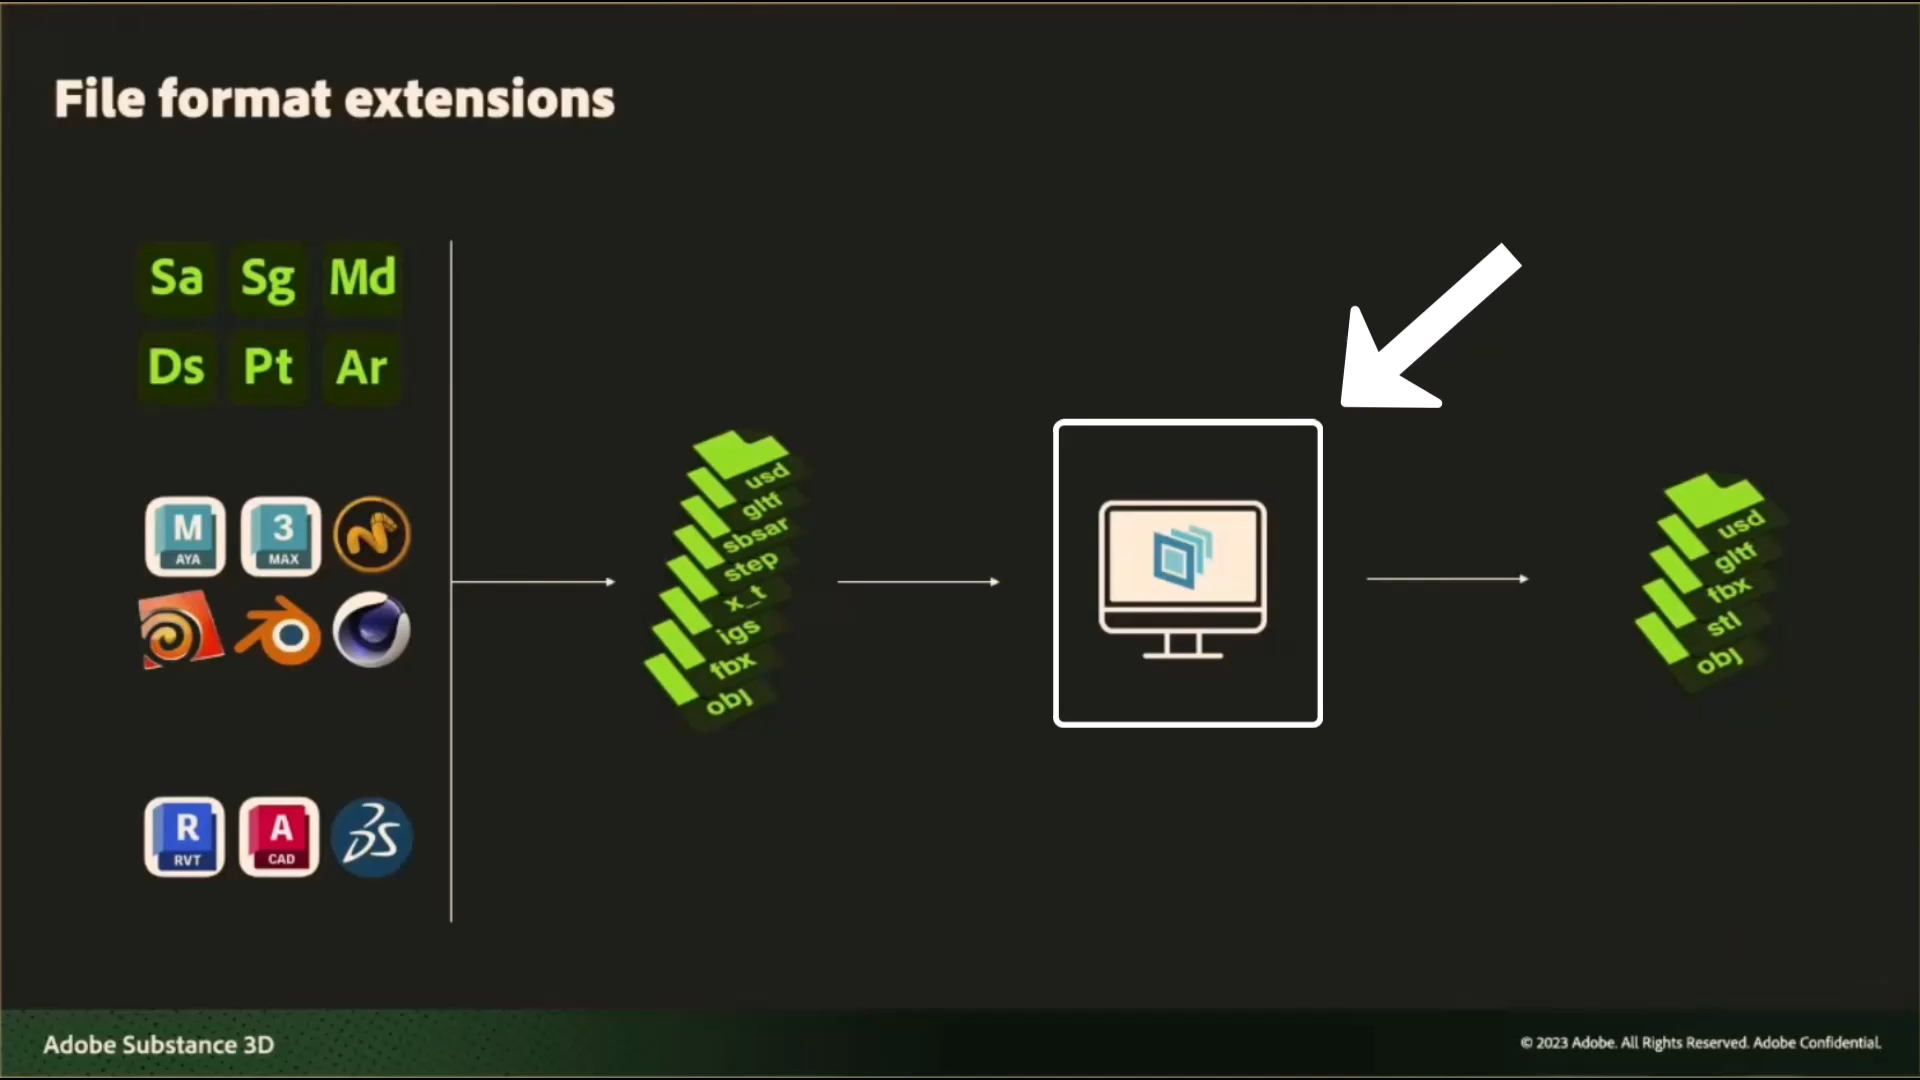 File format extensions
Sa Sg Md
Ds Pt Ar
M AYA
3 MAX
R RVT
A CAD
3DS
usd
gltf
sbsar
step
x_t
igs
fbx
obj
usd
gltf
fbx
stl
obj
Adobe Substance 3D
© 2023 Adobe. All Rights Reserved. Adobe Confidential.